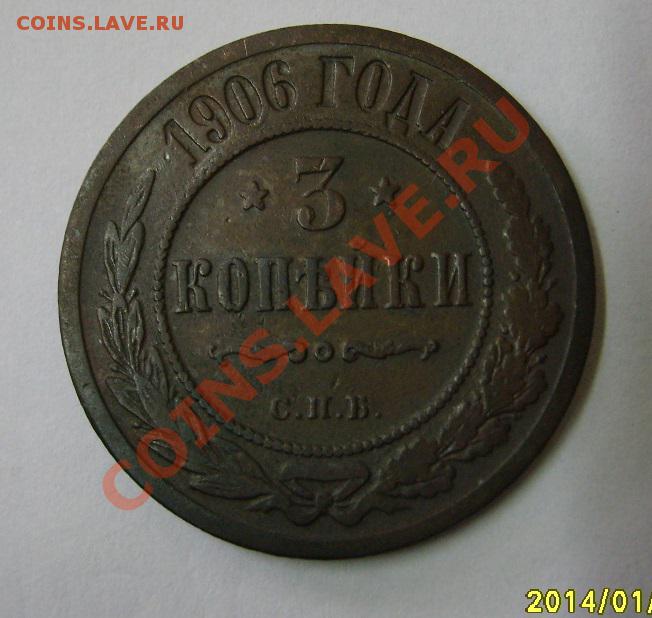 COINS.LAVE.RU
1906 ГОДА
3
КОПѢЙКИ
С.П.Б.
COINS.LAVE.RU
2014/01/